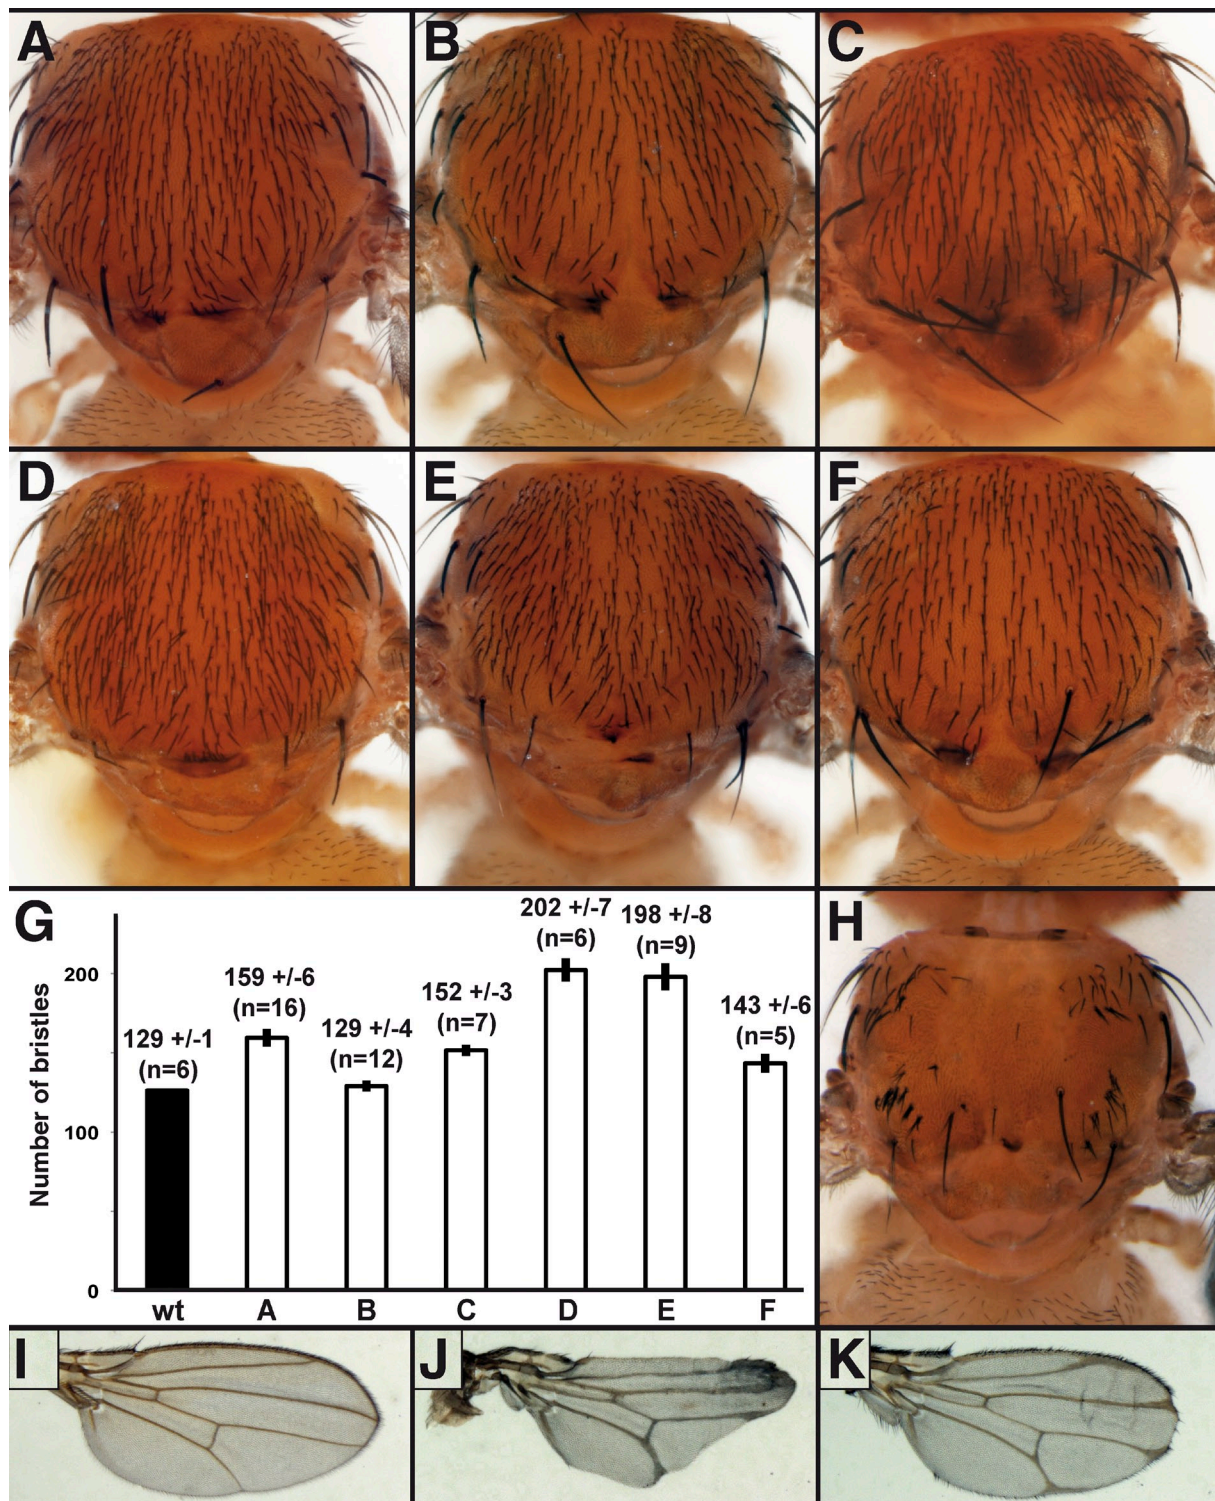 A
B
C
D
E
F
G
202 +/-7
198 +/-8
(n=6)
(n=9)
159 +/-6
(n=16)
152 +/-3
(n=7)
143 +/-6
(n=5)
129 +/-1
(n=6)
129 +/-4
(n=12)
Number of bristles
200
100
0
wt A B C D E F
H
I
J
K